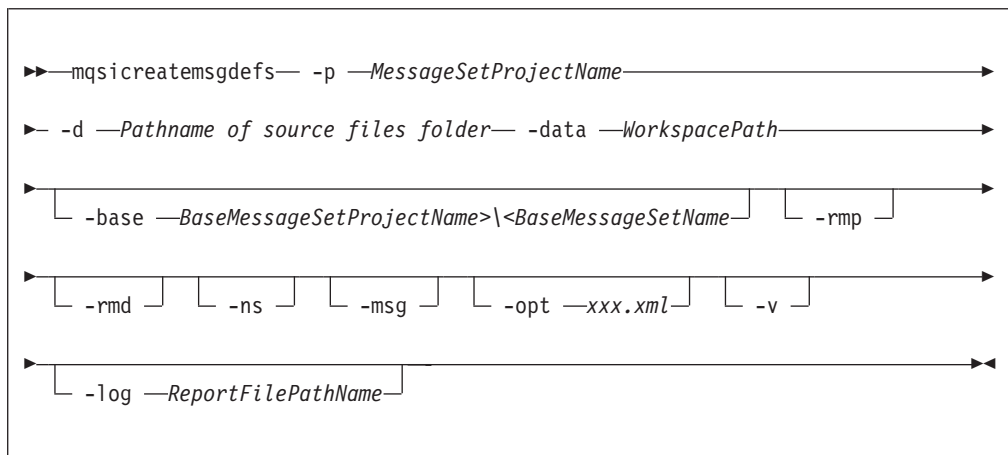 mqsicreatemsgdefs -p MessageSetProjectName
-d Pathname of source files folder -data WorkspacePath
-base BaseMessageSetProjectName>\<BaseMessageSetName -rmp
-rmd -ns -msg -opt xxx.xml -v
-log ReportFilePathName